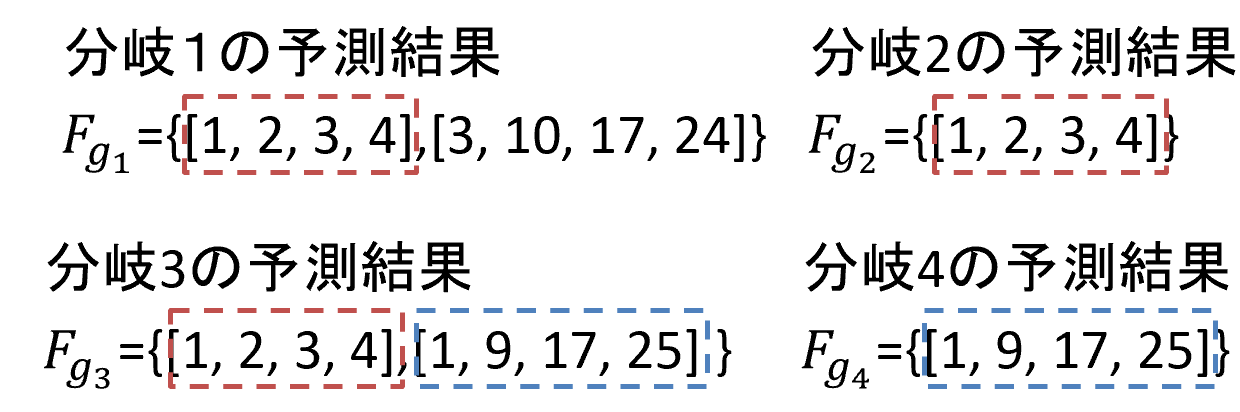 分岐1の予測結果
F_{g_1}={[1, 2, 3, 4],[3, 10, 17, 24]}
分岐2の予測結果
F_{g_2}={[1, 2, 3, 4]}
分岐3の予測結果
F_{g_3}={[1, 2, 3, 4],[1, 9, 17, 25] }
分岐4の予測結果
F_{g_4}={[1, 9, 17, 25]}